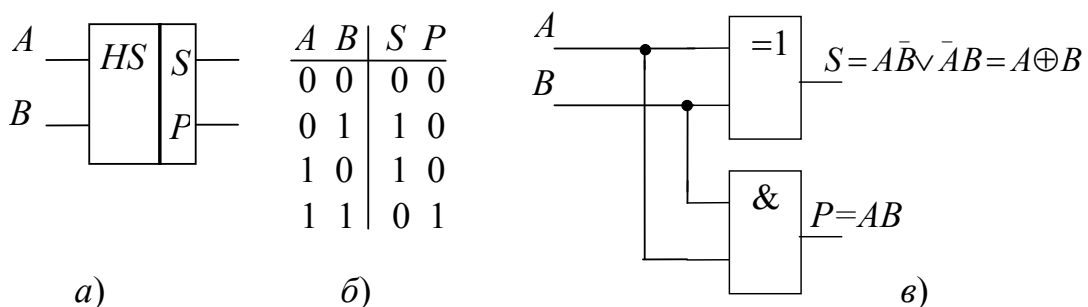 A
B
HS
S
P
а)
A B S P
0 0 0 0
0 1 1 0
1 0 1 0
1 1 0 1
б)
A
B
=1
S = AB̄ ∨ ĀB = A⊕B
&
P=AB
в)